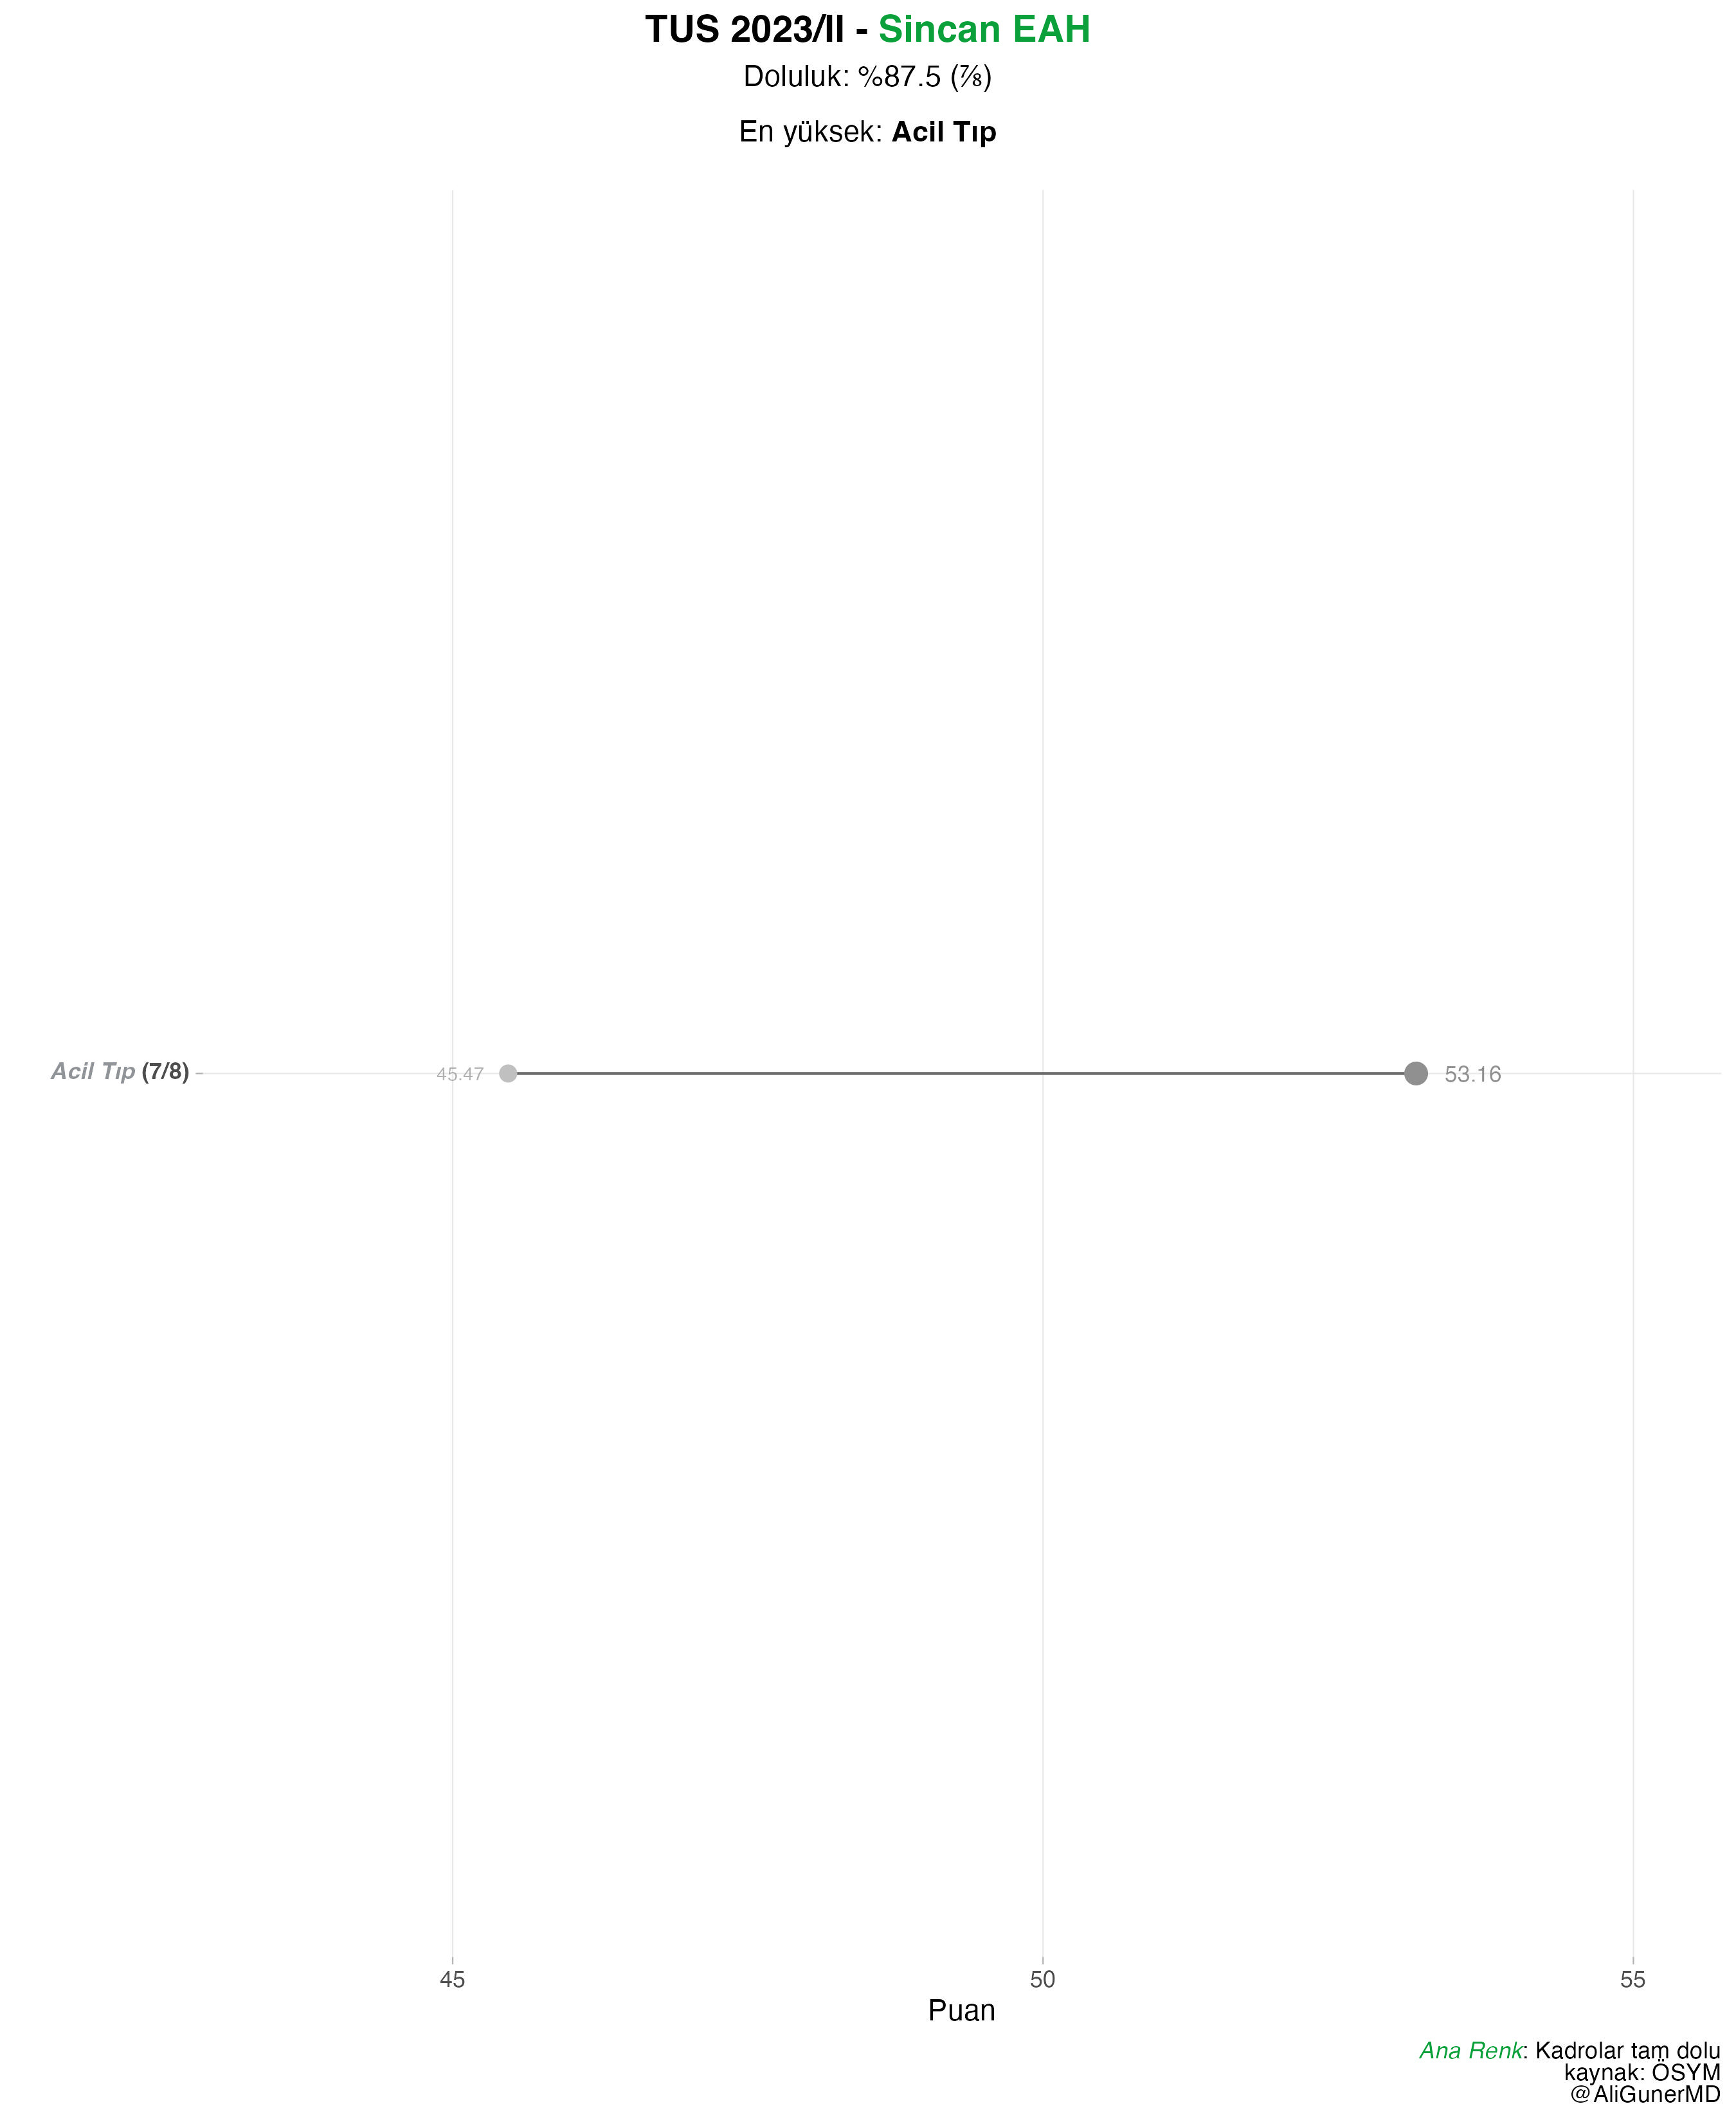 TUS 2023/II - Sincan EAH
Doluluk: %87.5 (⅞)
En yüksek: Acil Tıp
Acil Tıp (7/8)
45.47
53.16
45
50
55
Puan
Ana Renk: Kadrolar tam dolu
kaynak: ÖSYM
@AliGunerMD